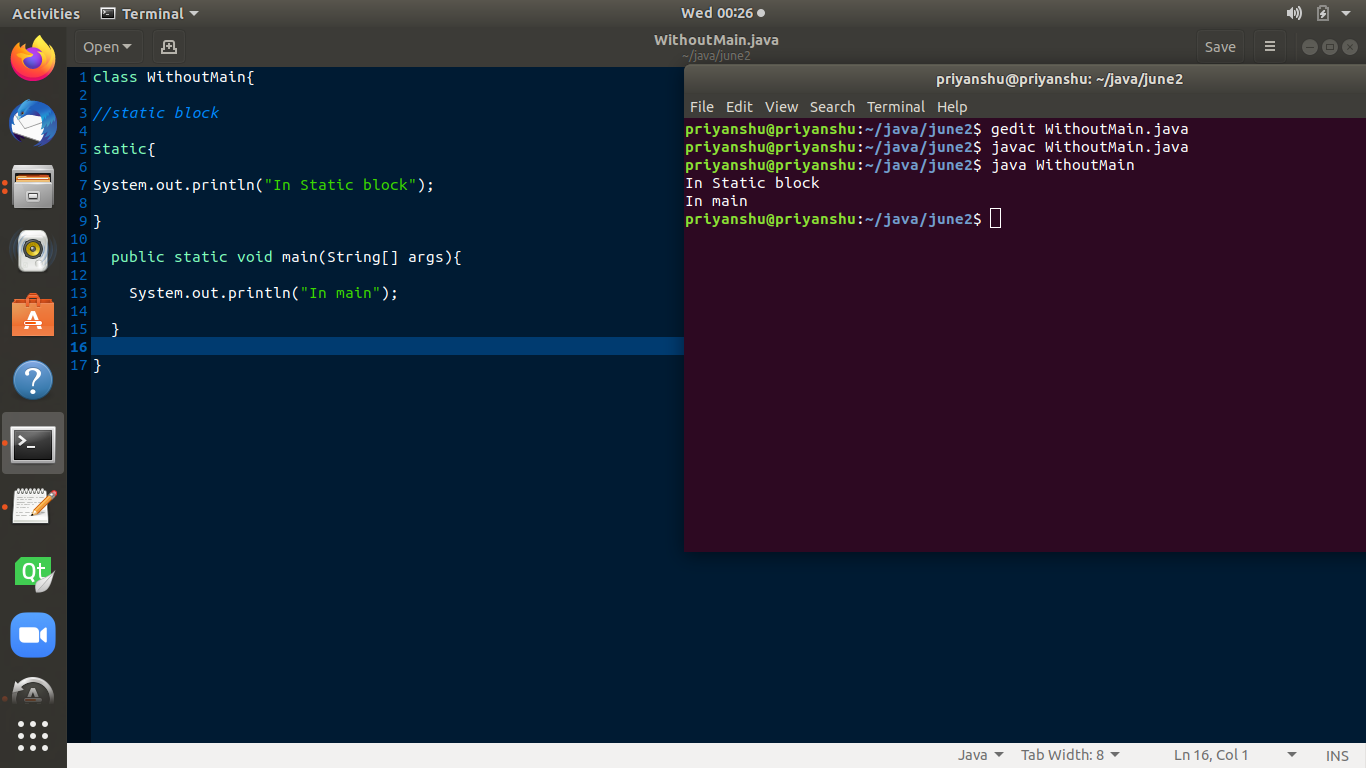 Activities Terminal Wed 00:26
Open WithoutMain.java Save
~/java/june2
1 class WithoutMain{
2
3 //static block
4
5 static{
6
7 System.out.println("In Static block");
8
9 }
10
11 public static void main(String[] args){
12
13 System.out.println("In main");
14
15 }
16
17 }
priyanshu@priyanshu: ~/java/june2
File Edit View Search Terminal Help
priyanshu@priyanshu:~/java/june2$ gedit WithoutMain.java
priyanshu@priyanshu:~/java/june2$ javac WithoutMain.java
priyanshu@priyanshu:~/java/june2$ java WithoutMain
In Static block
In main
priyanshu@priyanshu:~/java/june2$
Qt
Java Tab Width: 8 Ln 16, Col 1 INS